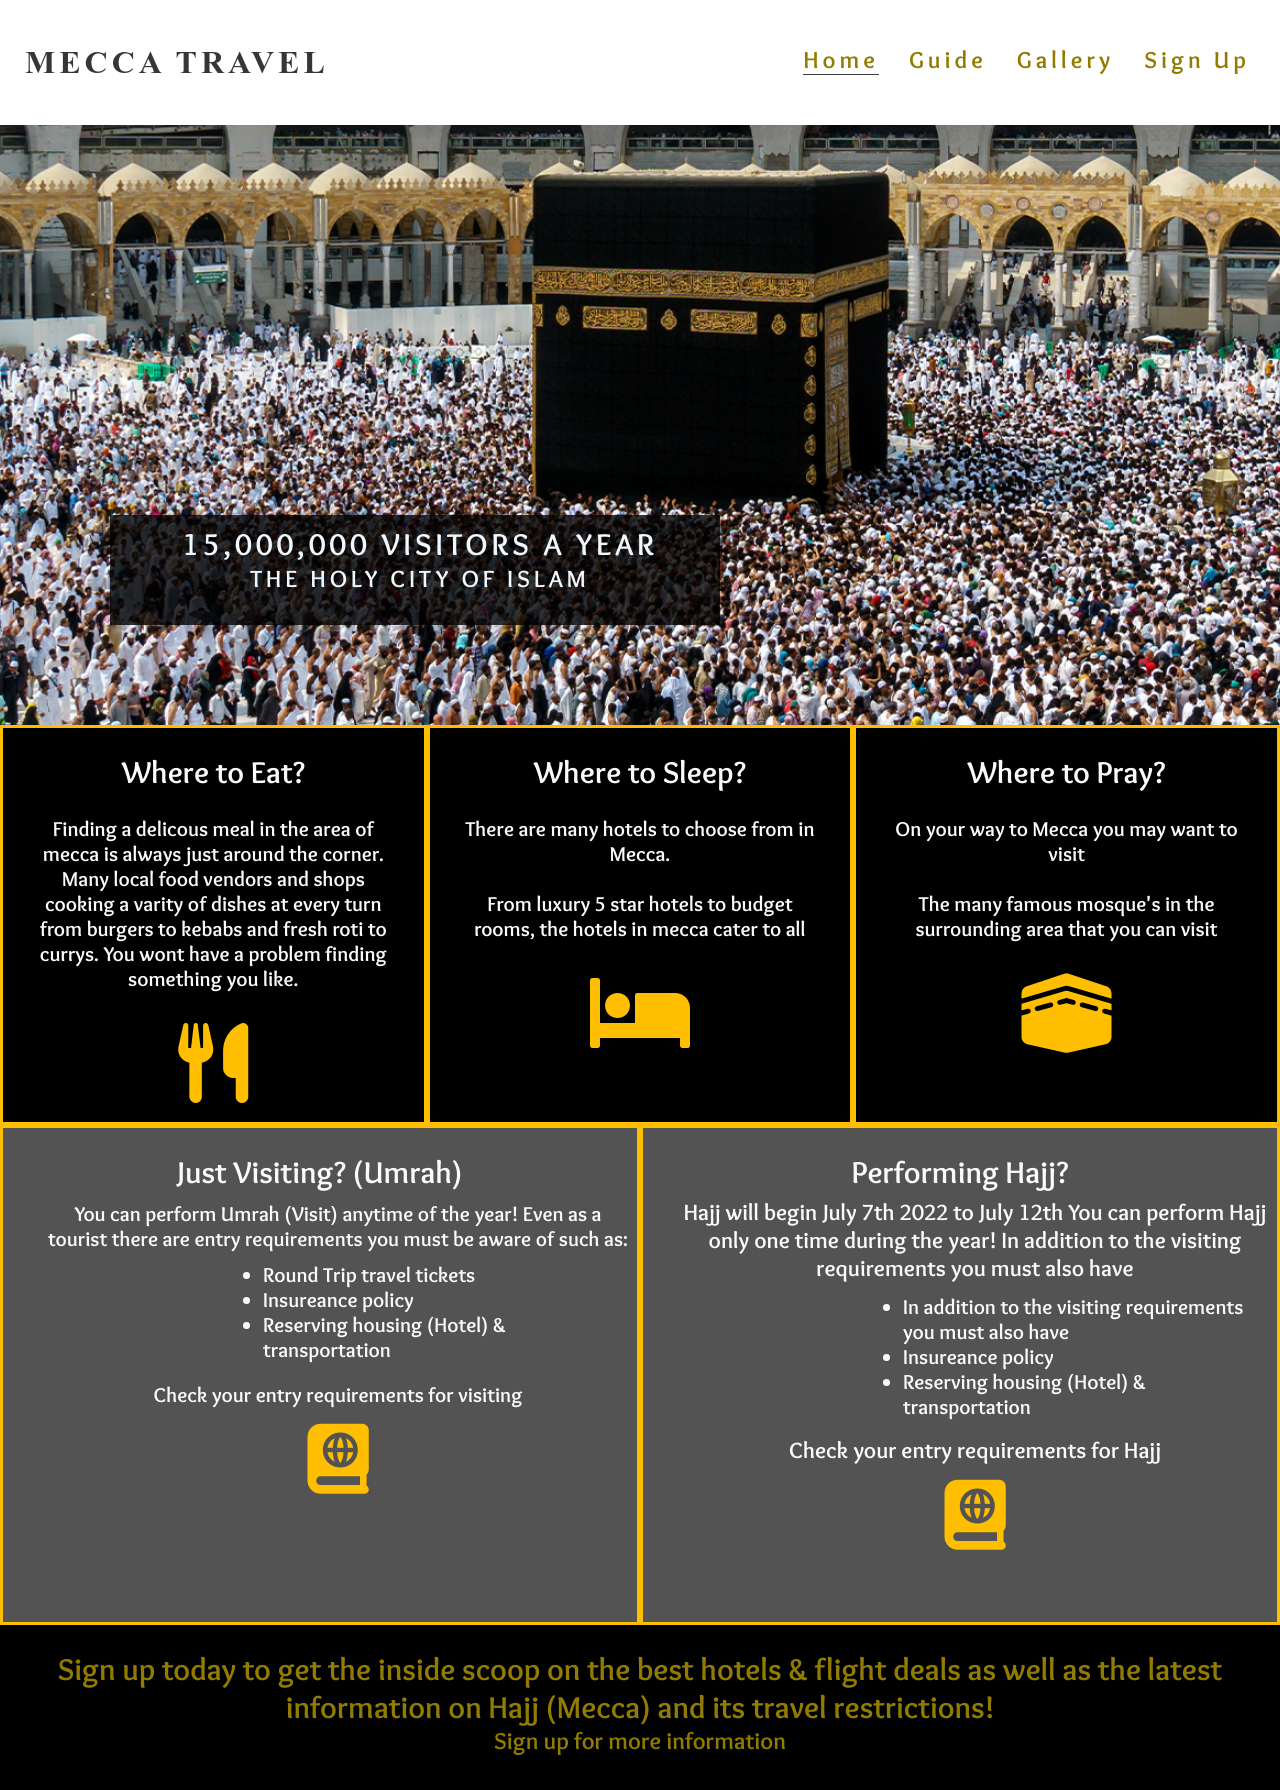 MECCA TRAVEL
Home Guide Gallery Sign Up
15,000,000 VISITORS A YEAR
THE HOLY CITY OF ISLAM
Where to Eat?
Finding a delicous meal in the area of
mecca is always just around the corner.
Many local food vendors and shops
cooking a varity of dishes at every turn
from burgers to kebabs and fresh roti to
currys. You wont have a problem finding
something you like.
Where to Sleep?
There are many hotels to choose from in
Mecca.
From luxury 5 star hotels to budget
rooms, the hotels in mecca cater to all
Where to Pray?
On your way to Mecca you may want to
visit
The many famous mosque's in the
surrounding area that you can visit
Just Visiting? (Umrah)
You can perform Umrah (Visit) anytime of the year! Even as a
tourist there are entry requirements you must be aware of such as:
• Round Trip travel tickets
• Insureance policy
• Reserving housing (Hotel) &
transportation
Check your entry requirements for visiting
Performing Hajj?
Hajj will begin July 7th 2022 to July 12th You can perform Hajj
only one time during the year! In addition to the visiting
requirements you must also have
• In addition to the visiting requirements
you must also have
• Insureance policy
• Reserving housing (Hotel) &
transportation
Check your entry requirements for Hajj
Sign up today to get the inside scoop on the best hotels & flight deals as well as the latest
information on Hajj (Mecca) and its travel restrictions!
Sign up for more information